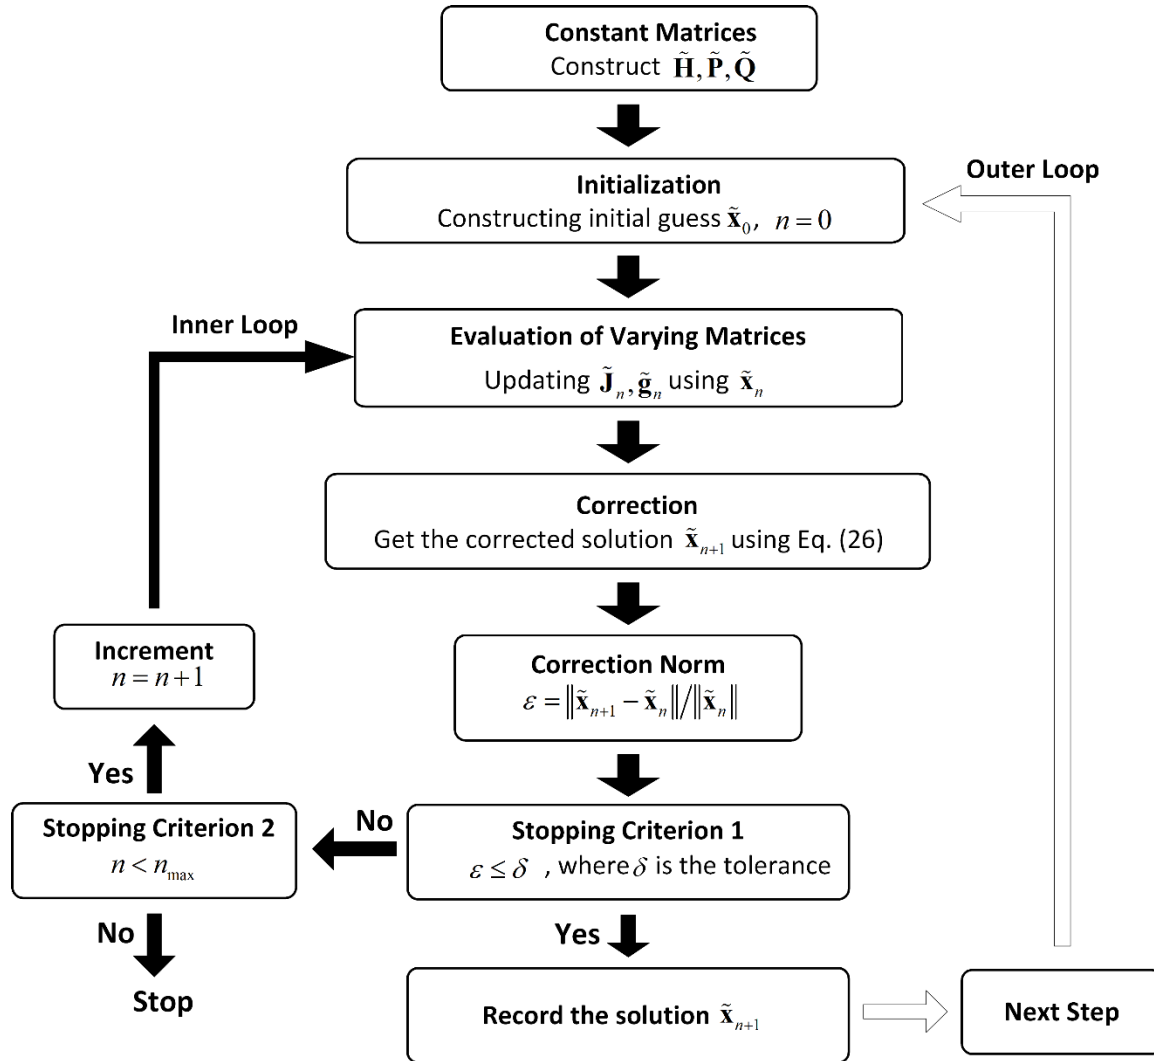 Constant Matrices
Construct H̃, P̃, Q̃
Outer Loop
Initialization
Constructing initial guess x̃₀, n = 0
Inner Loop
Evaluation of Varying Matrices
Updating J̃ₙ, g̃ₙ using x̃ₙ
Correction
Get the corrected solution x̃ₙ₊₁ using Eq. (26)
Increment
n = n+1
Correction Norm
ε = ‖x̃ₙ₊₁ − x̃ₙ‖/‖x̃ₙ‖
Yes
No
Stopping Criterion 2
n < n_max
Stopping Criterion 1
ε ≤ δ , where δ is the tolerance
No
Yes
Stop
Record the solution x̃ₙ₊₁
Next Step